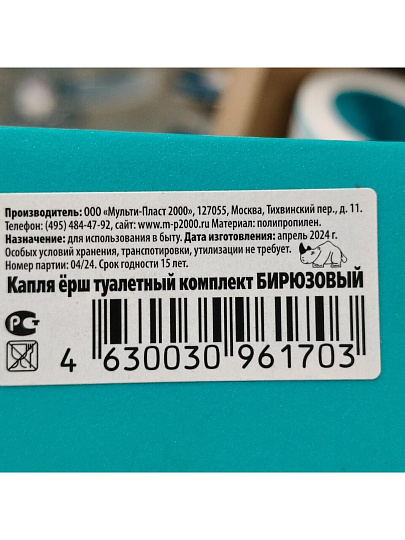 Производитель: ООО «Мульти-Пласт 2000», 127055, Москва, Тихвинский пер., д. 11.
Телефон: (495) 484-47-92, сайт: www.m-p2000.ru Материал: полипропилен.
Назначение: для использования в быту. Дата изготовления: апрель 2024 г.
Особых условий хранения, транспотировки, утилизации не требует.
Номер партии: 04/24. Срок годности 15 лет.
Капля ёрш туалетный комплект БИРЮЗОВЫЙ
РСТ
4 630030 961703